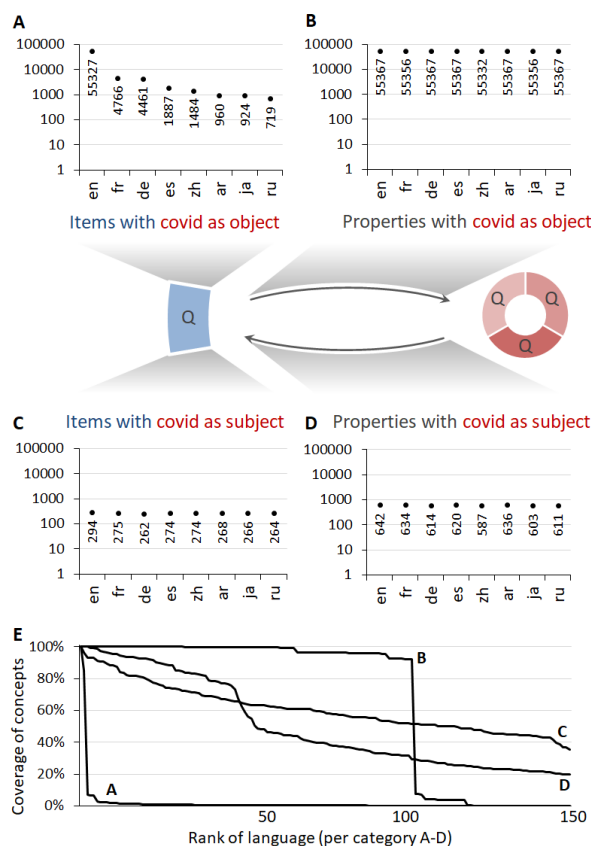 A
100000
10000
1000
100
10
1
55327
4766
4461
1887
1484
960
924
719
en
fr
de
es
zh
ar
ja
ru
Items with covid as object
B
100000
10000
1000
100
10
1
55367
55356
55367
55367
55332
55367
55356
55367
en
fr
de
es
zh
ar
ja
ru
Properties with covid as object
Q
Q
Q
Q
C
Items with covid as subject
100000
10000
1000
100
10
1
294
275
262
274
274
268
266
264
en
fr
de
es
zh
ar
ja
ru
D
Properties with covid as subject
100000
10000
1000
100
10
1
642
634
614
620
587
636
603
611
en
fr
de
es
zh
ar
ja
ru
E
Coverage of concepts
100%
80%
60%
40%
20%
0%
B
C
D
A
50
100
150
Rank of language (per category A-D)